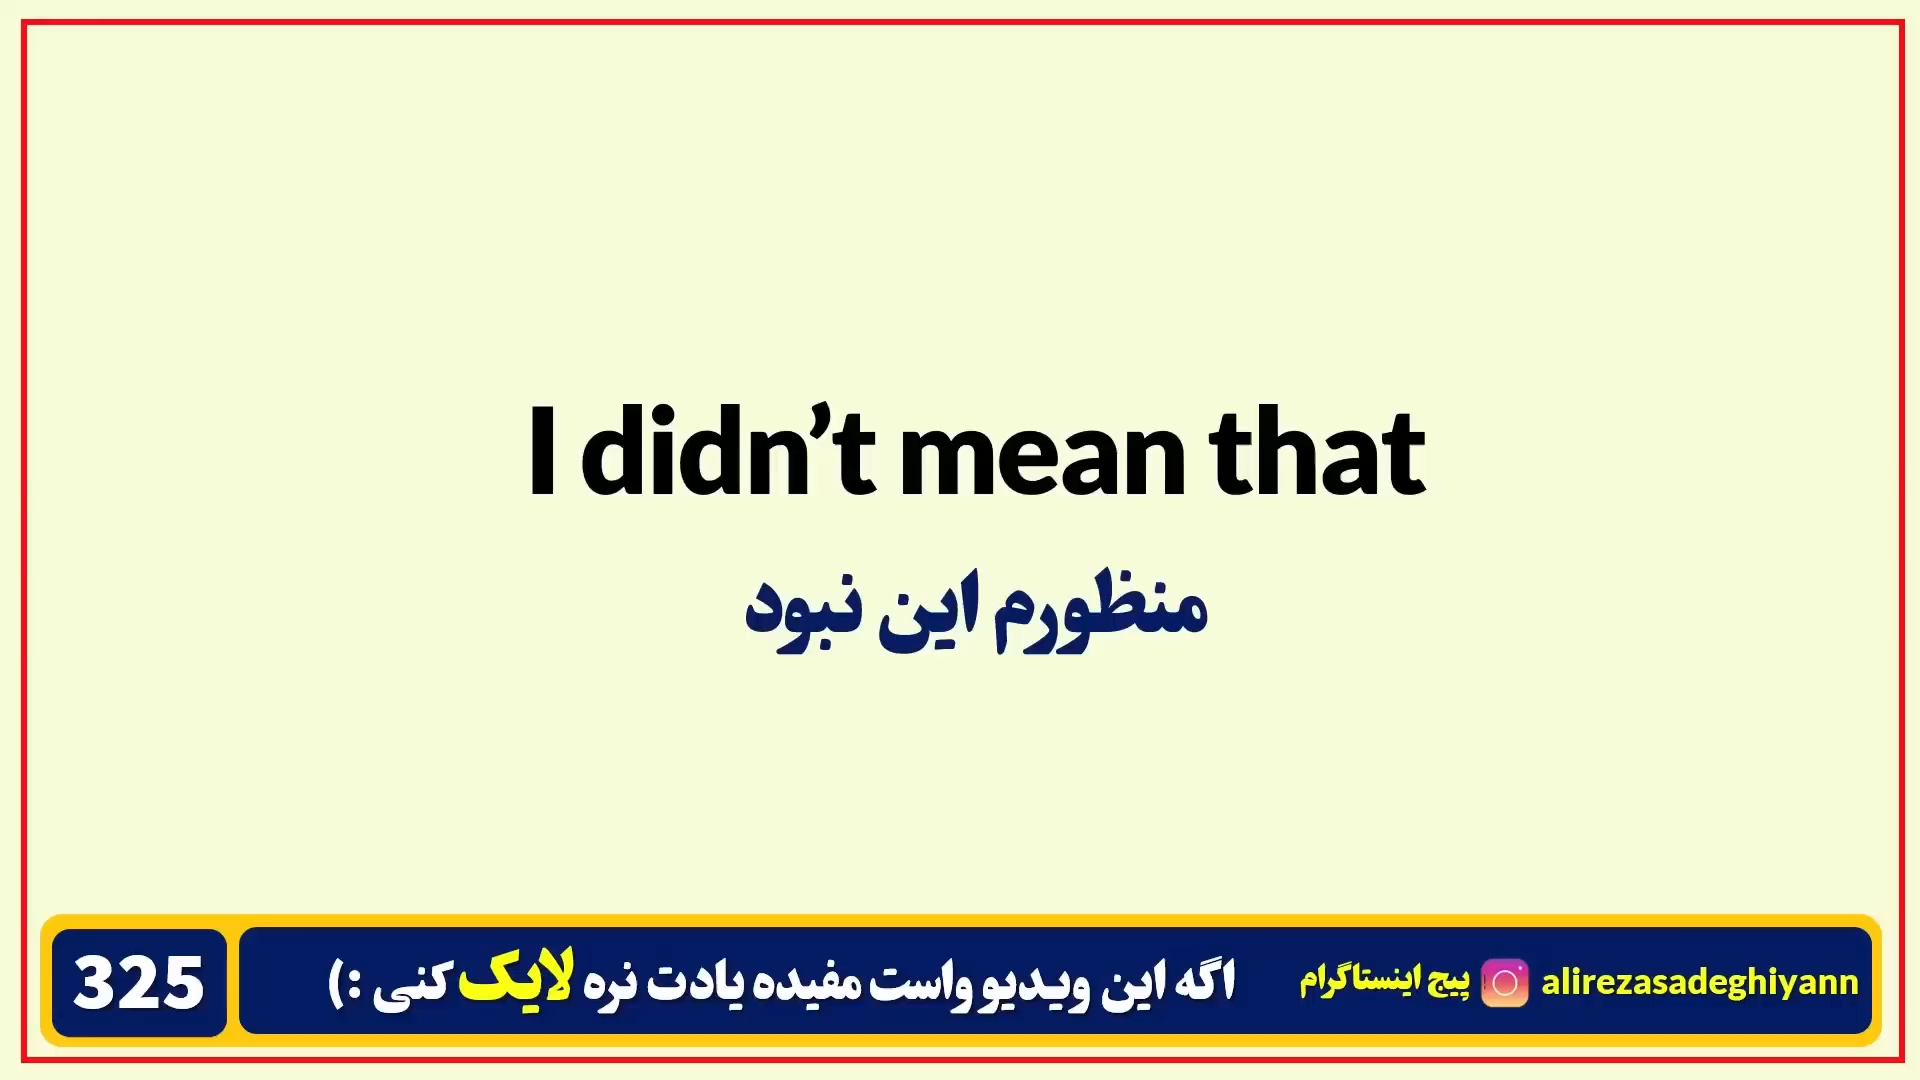 I didn’t mean that
منظورم این نبود
325
اگه این ویدیو واست مفیده یادت نره لایک کنی :)
پیج اینستاگرام
alirezasadeghiyann